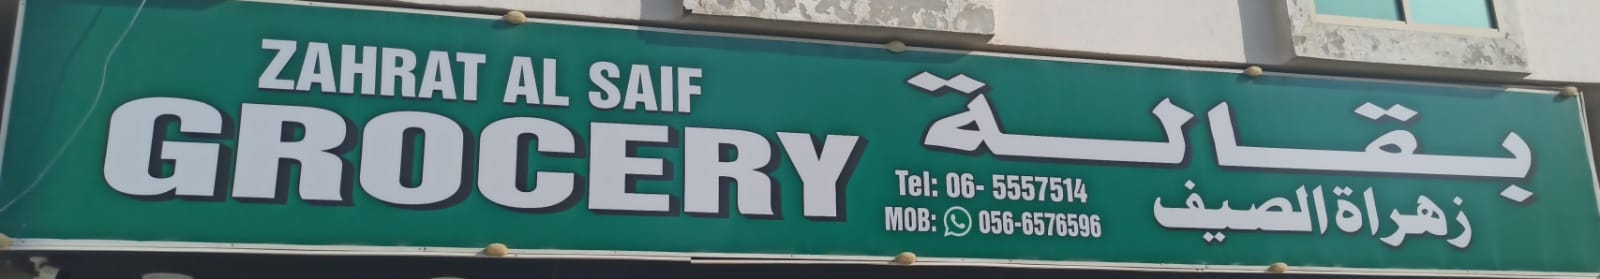 ZAHRAT AL SAIF
GROCERY
بقالة
زهراة الصيف
Tel: 06- 5557514
MOB: 056-6576596